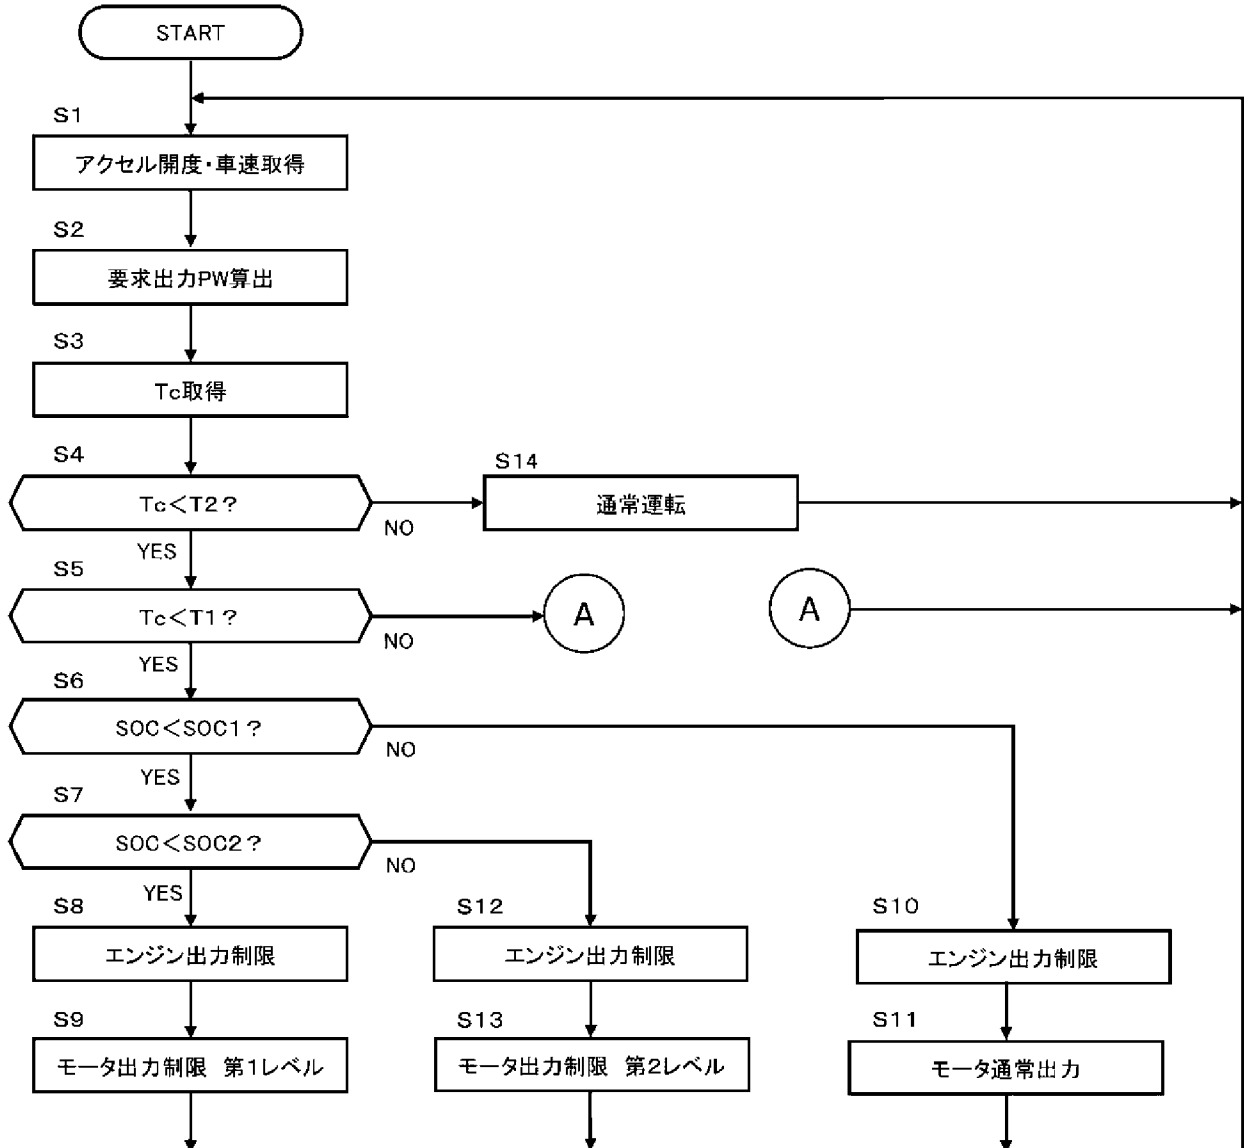 START
S1
アクセル開度・車速取得
S2
要求出力PW算出
S3
Tc取得
S4
Tc<T2?
NO
YES
S14
通常運転
S5
Tc<T1?
NO
YES
A
A
S6
SOC<SOC1?
NO
YES
S7
SOC<SOC2?
NO
YES
S8
エンジン出力制限
S12
エンジン出力制限
S10
エンジン出力制限
S9
モータ出力制限 第1レベル
S13
モータ出力制限 第2レベル
S11
モータ通常出力